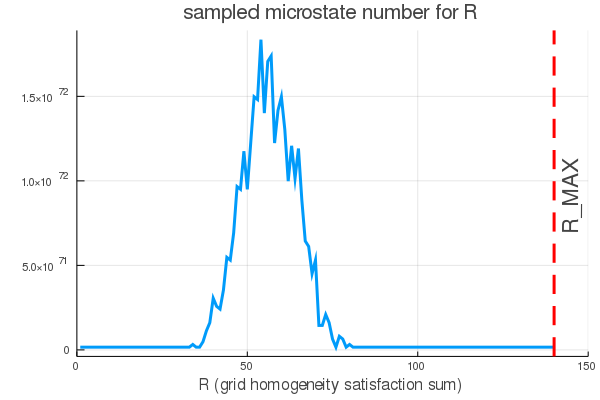 sampled microstate number for R
1.5×10 72
1.0×10 72
5.0×10 71
0
0 50 100 150
R_MAX
R (grid homogeneity satisfaction sum)